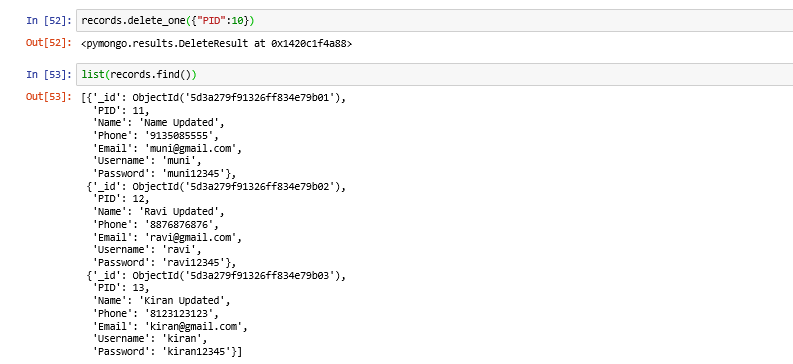 In [52]: records.delete_one({"PID":10})
Out[52]: <pymongo.results.DeleteResult at 0x1420c1f4a88>
In [53]: list(records.find())
Out[53]: [{'_id': ObjectId('5d3a279f91326ff834e79b01'),
'PID': 11,
'Name': 'Name Updated',
'Phone': '9135085555',
'Email': 'muni@gmail.com',
'Username': 'muni',
'Password': 'muni12345'},
{'_id': ObjectId('5d3a279f91326ff834e79b02'),
'PID': 12,
'Name': 'Ravi Updated',
'Phone': '8876876876',
'Email': 'ravi@gmail.com',
'Username': 'ravi',
'Password': 'ravi12345'},
{'_id': ObjectId('5d3a279f91326ff834e79b03'),
'PID': 13,
'Name': 'Kiran Updated',
'Phone': '8123123123',
'Email': 'kiran@gmail.com',
'Username': 'kiran',
'Password': 'kiran12345'}]